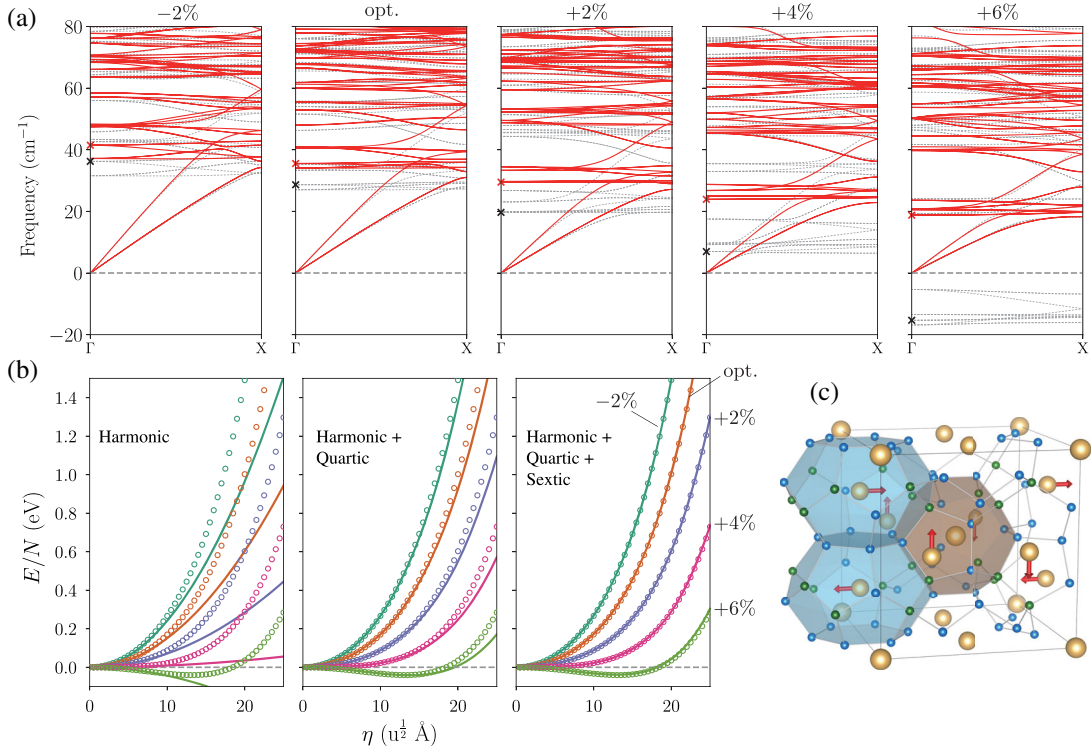 (a)
−2% opt. +2% +4% +6%
80
60
40
20
0
−20
Frequency (cm⁻¹)
Γ X Γ X Γ X Γ X Γ X
(b)
1.4
1.2
1.0
0.8
0.6
0.4
0.2
0.0
E/N (eV)
Harmonic
Harmonic +
Quartic
Harmonic +
Quartic +
Sextic
−2%
opt.
+2%
+4%
+6%
0 10 20 0 10 20 0 10 20
η (u^{1/2} Å)
(c)